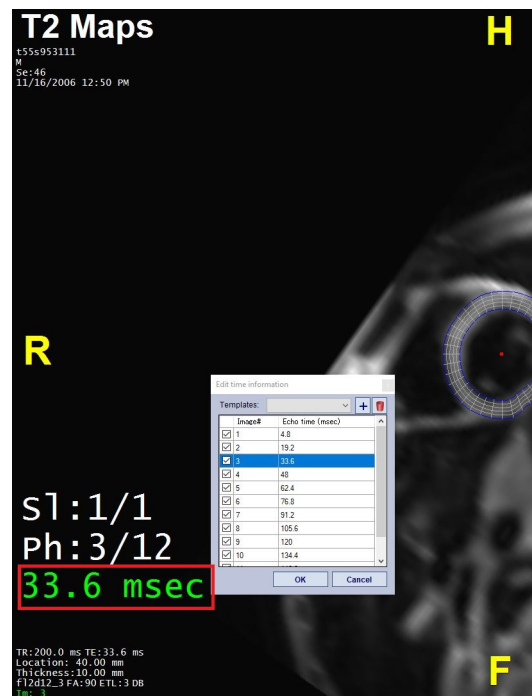 T2 Maps
H
t55s953111
M
Se:46
11/16/2006 12:50 PM
R
Edit time information
Templates:
Image# Echo time (msec)
1 4.8
2 19.2
3 33.6
4 48
5 62.4
6 76.8
7 91.2
8 105.6
9 120
10 134.4
OK Cancel
Sl:1/1
Ph:3/12
33.6 msec
TR:200.0 ms TE:33.6 ms
Location: 40.00 mm
Thickness:10.00 mm
fl2d12_3 FA:90 ETL:3 DB
Im: 3
F